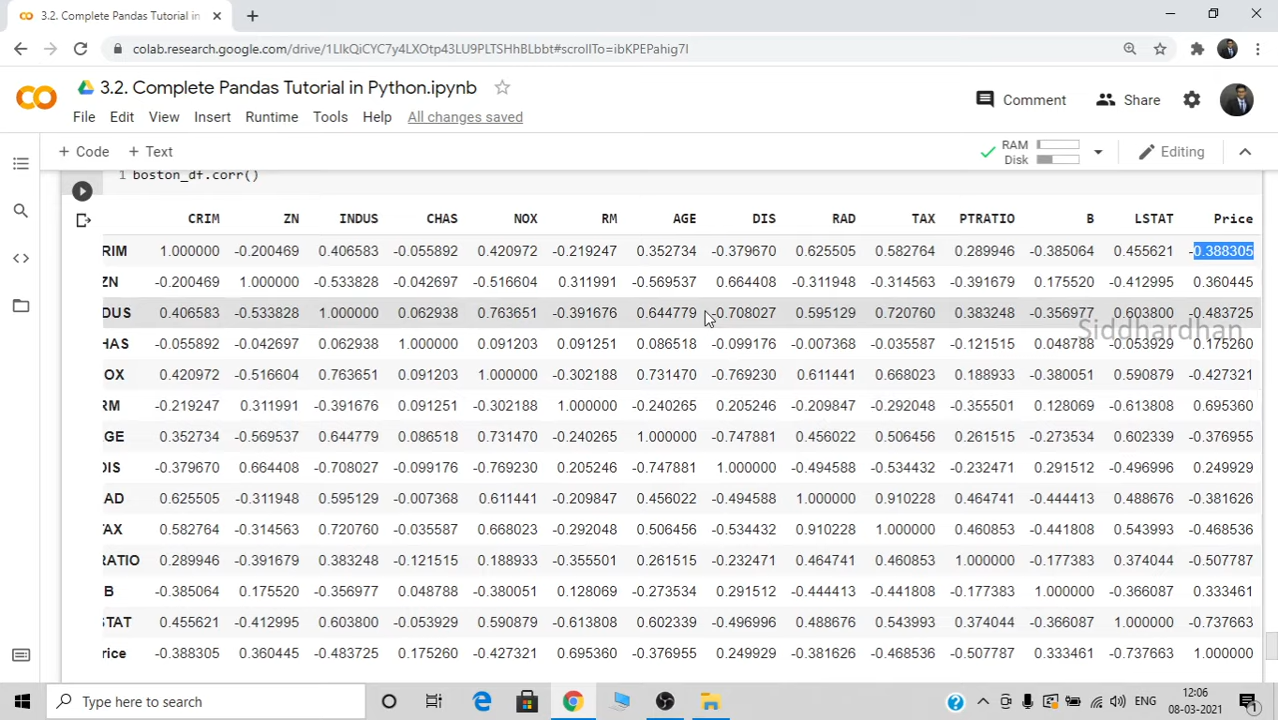 3.2. Complete Pandas Tutorial in
colab.research.google.com/drive/1LIkQiCYC7y4LXOtp43LU9PLTSHhBLbbt#scrollTo=ibKPEPahig7I
3.2. Complete Pandas Tutorial in Python.ipynb
Comment
Share
File Edit View Insert Runtime Tools Help All changes saved
+ Code + Text
RAM
Disk
Editing
1 boston_df.corr()
CRIM ZN INDUS CHAS NOX RM AGE DIS RAD TAX PTRATIO B LSTAT Price
RIM 1.000000 -0.200469 0.406583 -0.055892 0.420972 -0.219247 0.352734 -0.379670 0.625505 0.582764 0.289946 -0.385064 0.455621 -0.388305
ZN -0.200469 1.000000 -0.533828 -0.042697 -0.516604 0.311991 -0.569537 0.664408 -0.311948 -0.314563 -0.391679 0.175520 -0.412995 0.360445
DUS 0.406583 -0.533828 1.000000 0.062938 0.763651 -0.391676 0.644779 -0.708027 0.595129 0.720760 0.383248 -0.356977 0.603800 -0.483725
Siddhardhan
HAS -0.055892 -0.042697 0.062938 1.000000 0.091203 0.091251 0.086518 -0.099176 -0.007368 -0.035587 -0.121515 0.048788 -0.053929 0.175260
OX 0.420972 -0.516604 0.763651 0.091203 1.000000 -0.302188 0.731470 -0.769230 0.611441 0.668023 0.188933 -0.380051 0.590879 -0.427321
RM -0.219247 0.311991 -0.391676 0.091251 -0.302188 1.000000 -0.240265 0.205246 -0.209847 -0.292048 -0.355501 0.128069 -0.613808 0.695360
GE 0.352734 -0.569537 0.644779 0.086518 0.731470 -0.240265 1.000000 -0.747881 0.456022 0.506456 0.261515 -0.273534 0.602339 -0.376955
DIS -0.379670 0.664408 -0.708027 -0.099176 -0.769230 0.205246 -0.747881 1.000000 -0.494588 -0.534432 -0.232471 0.291512 -0.496996 0.249929
AD 0.625505 -0.311948 0.595129 -0.007368 0.611441 -0.209847 0.456022 -0.494588 1.000000 0.910228 0.464741 -0.444413 0.488676 -0.381626
TAX 0.582764 -0.314563 0.720760 -0.035587 0.668023 -0.292048 0.506456 -0.534432 0.910228 1.000000 0.460853 -0.441808 0.543993 -0.468536
RATIO 0.289946 -0.391679 0.383248 -0.121515 0.188933 -0.355501 0.261515 -0.232471 0.464741 0.460853 1.000000 -0.177383 0.374044 -0.507787
B -0.385064 0.175520 -0.356977 0.048788 -0.380051 0.128069 -0.273534 0.291512 -0.444413 -0.441808 -0.177383 1.000000 -0.366087 0.333461
STAT 0.455621 -0.412995 0.603800 -0.053929 0.590879 -0.613808 0.602339 -0.496996 0.488676 0.543993 0.374044 -0.366087 1.000000 -0.737663
rice -0.388305 0.360445 -0.483725 0.175260 -0.427321 0.695360 -0.376955 0.249929 -0.381626 -0.468536 -0.507787 0.333461 -0.737663 1.000000
Type here to search
ENG
12:06
08-03-2021